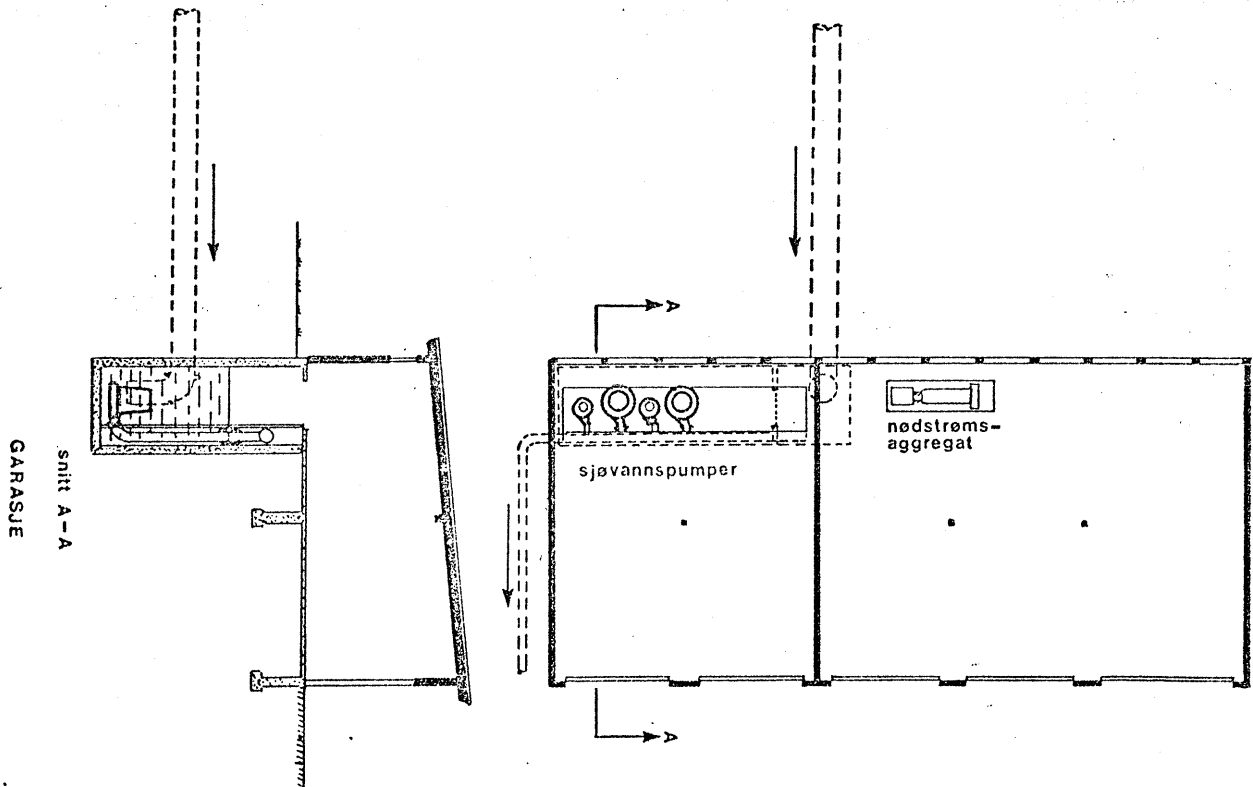 A
nødstrøms-
aggregat
sjøvannspumper
A
snitt A-A
GARASJE